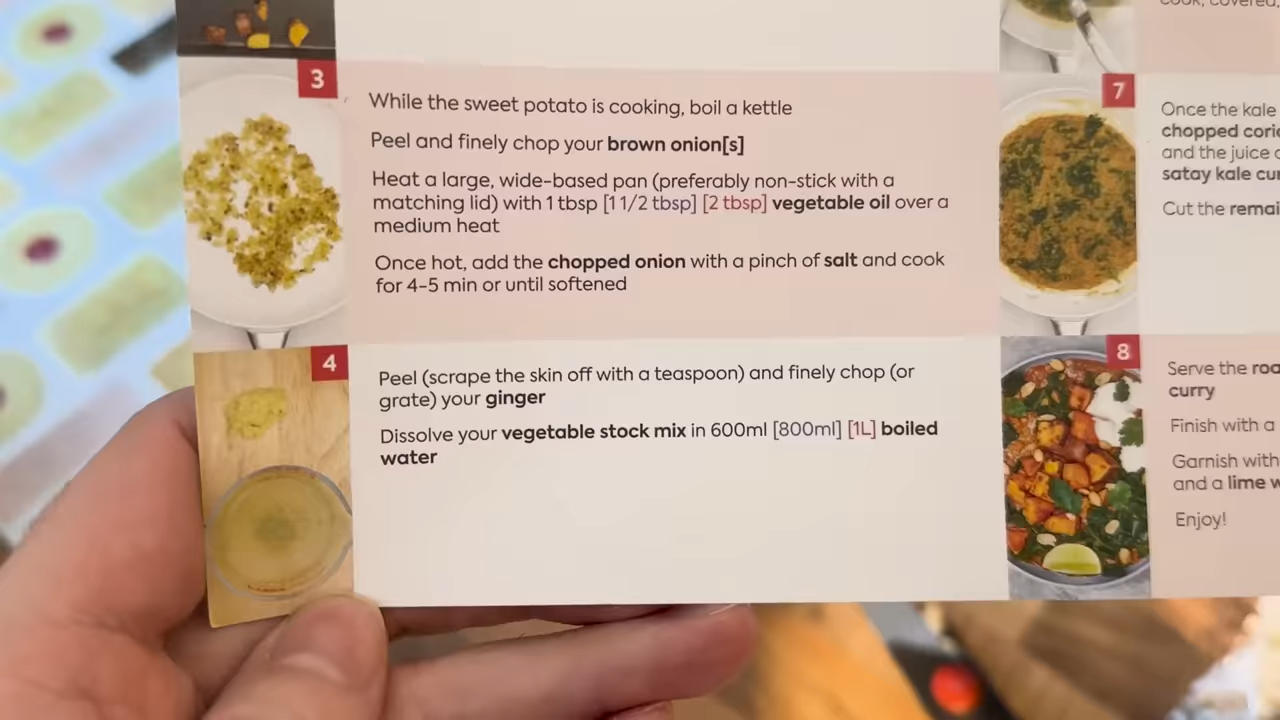 3
While the sweet potato is cooking, boil a kettle
Peel and finely chop your brown onion[s]
Heat a large, wide-based pan (preferably non-stick with a
matching lid) with 1 tbsp [1 1/2 tbsp] [2 tbsp] vegetable oil over a
medium heat
Once hot, add the chopped onion with a pinch of salt and cook
for 4-5 min or until softened
4
Peel (scrape the skin off with a teaspoon) and finely chop (or
grate) your ginger
Dissolve your vegetable stock mix in 600ml [800ml] [1L] boiled
water
cook, covered,
7
Once the kale
chopped
and the juice
satay kale
Cut the
8
Serve the
curry
Finish with a
Garnish with
and a lime
Enjoy!